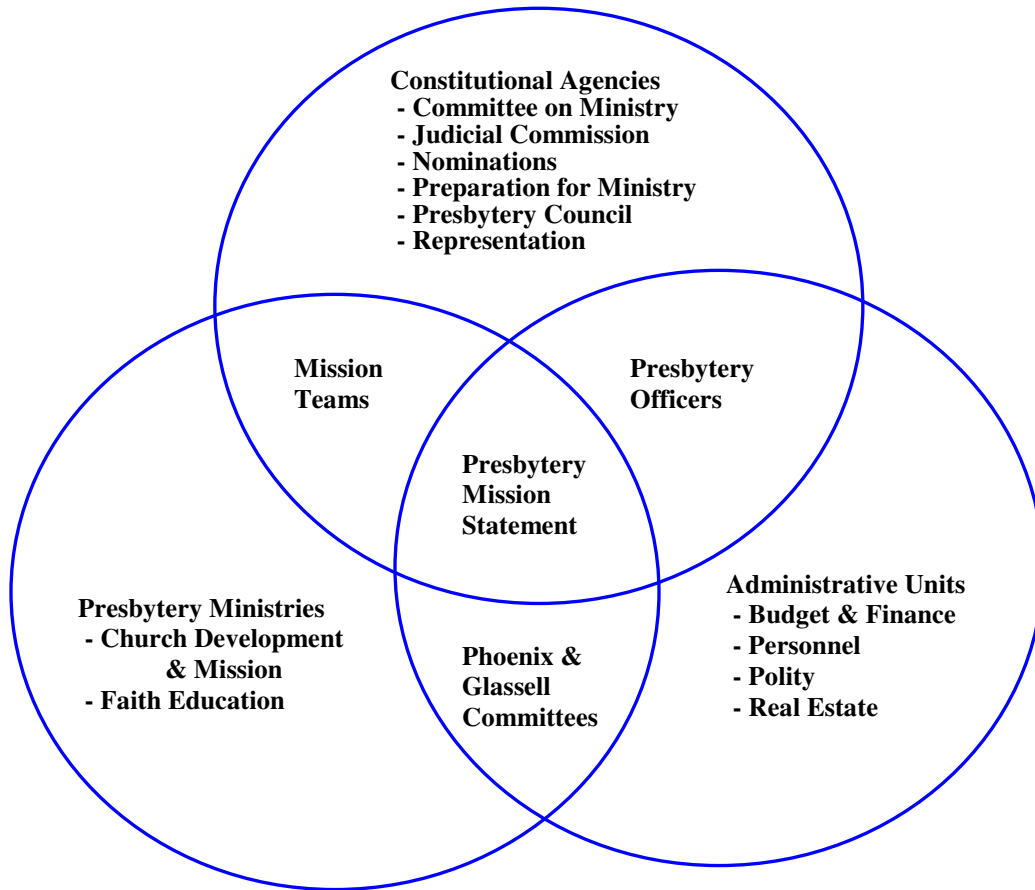 Constitutional Agencies
- Committee on Ministry
- Judicial Commission
- Nominations
- Preparation for Ministry
- Presbytery Council
- Representation
Mission
Teams
Presbytery
Officers
Presbytery
Mission
Statement
Presbytery Ministries
- Church Development
& Mission
- Faith Education
Phoenix &
Glassell
Committees
Administrative Units
- Budget & Finance
- Personnel
- Polity
- Real Estate